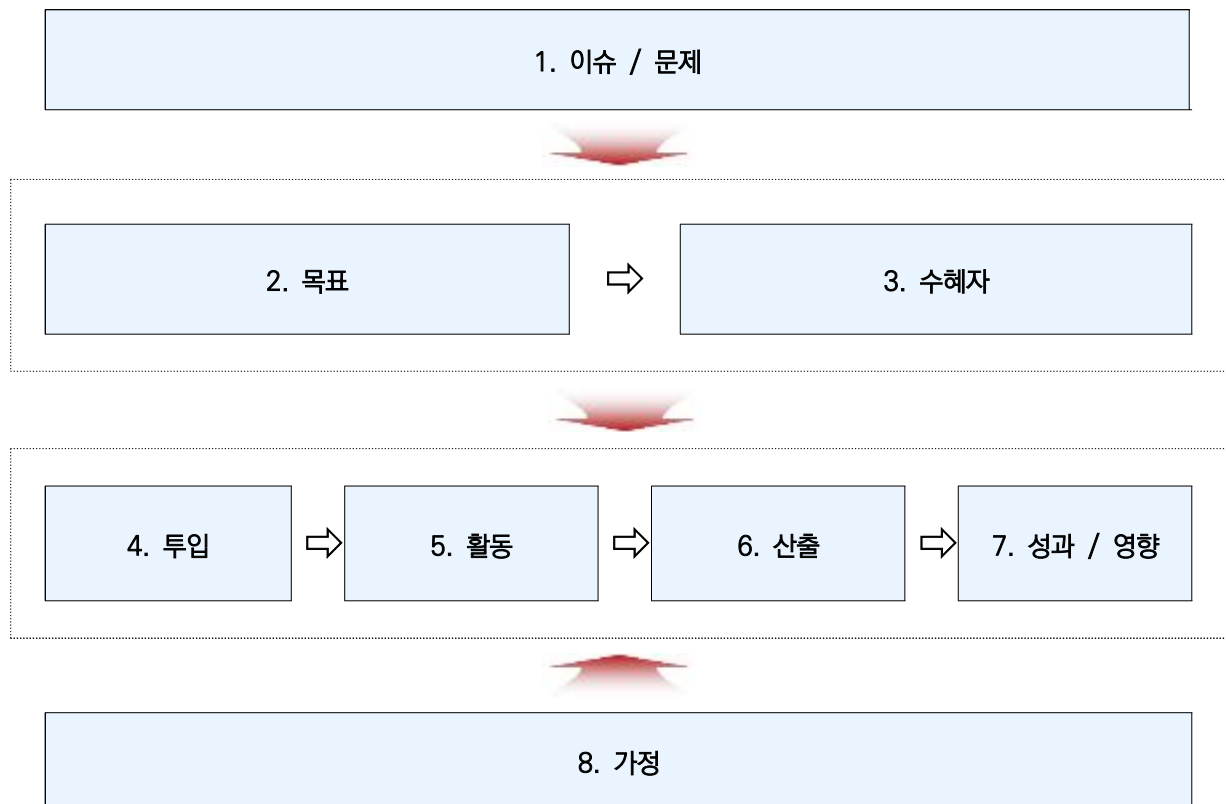 1. 이슈 / 문제
2. 목표
3. 수혜자
4. 투입
5. 활동
6. 산출
7. 성과 / 영향
8. 가정